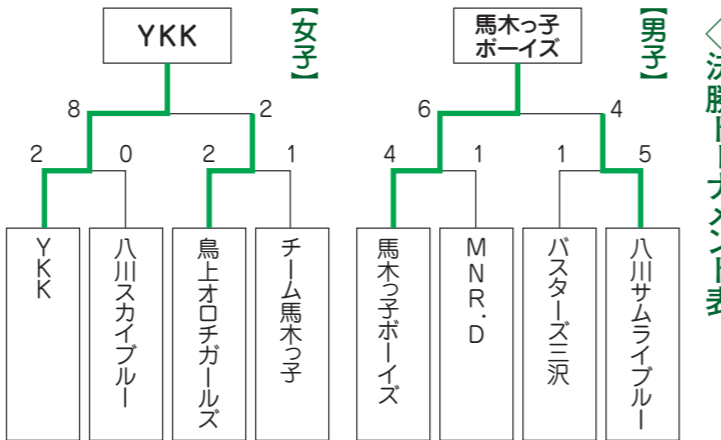 〈決勝トーナメント表
【男子】
馬木っ子
ボーイズ
6
4
4
1
1
5
馬木っ子ボーイズ
MNR.D
バスターズ三沢
八川サムライブルー
【女子】
YKK
8
2
2
0
2
1
YKK
八川スカイブルー
鳥上オロチガールズ
チーム馬木っ子